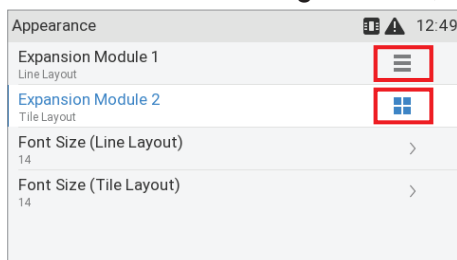 Appearance
12:49
Expansion Module 1
Line Layout
Expansion Module 2
Tile Layout
Font Size (Line Layout)
14
Font Size (Tile Layout)
14